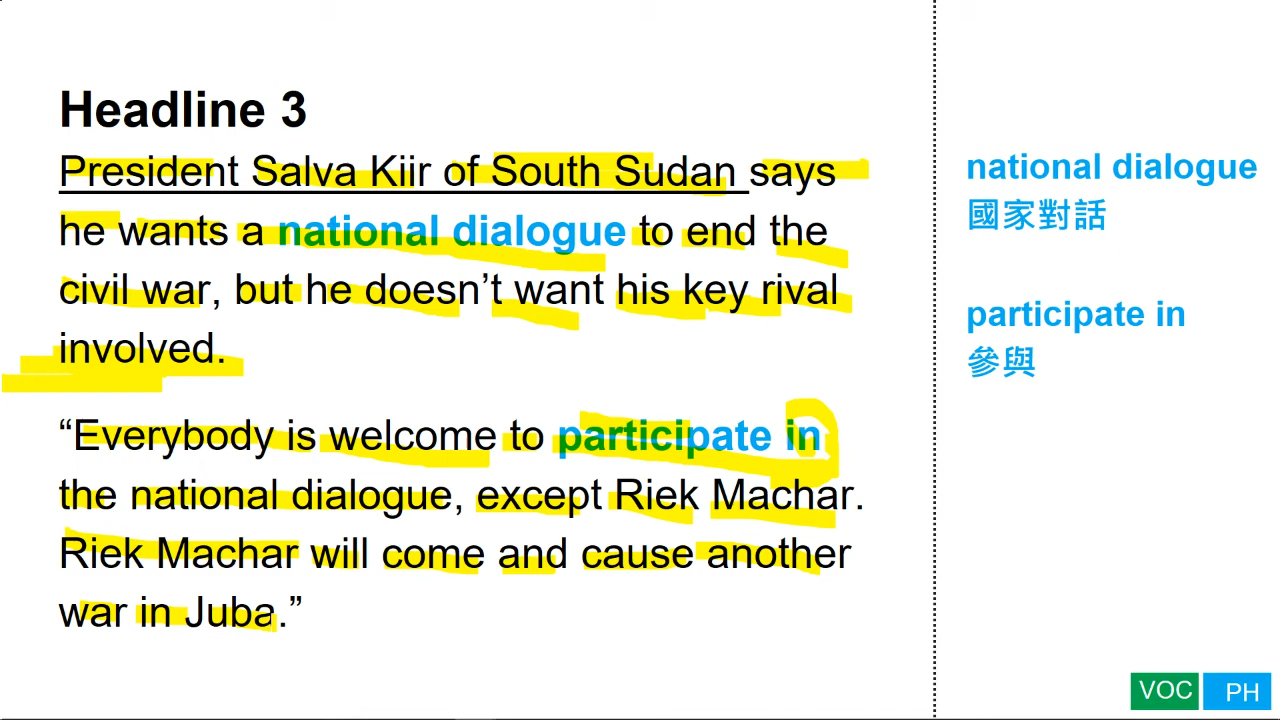 Headline 3
President Salva Kiir of South Sudan says
he wants a national dialogue to end the
civil war, but he doesn’t want his key rival
involved.
“Everybody is welcome to participate in
the national dialogue, except Riek Machar.
Riek Machar will come and cause another
war in Juba.”
national dialogue
國家對話
participate in
參與
VOC PH